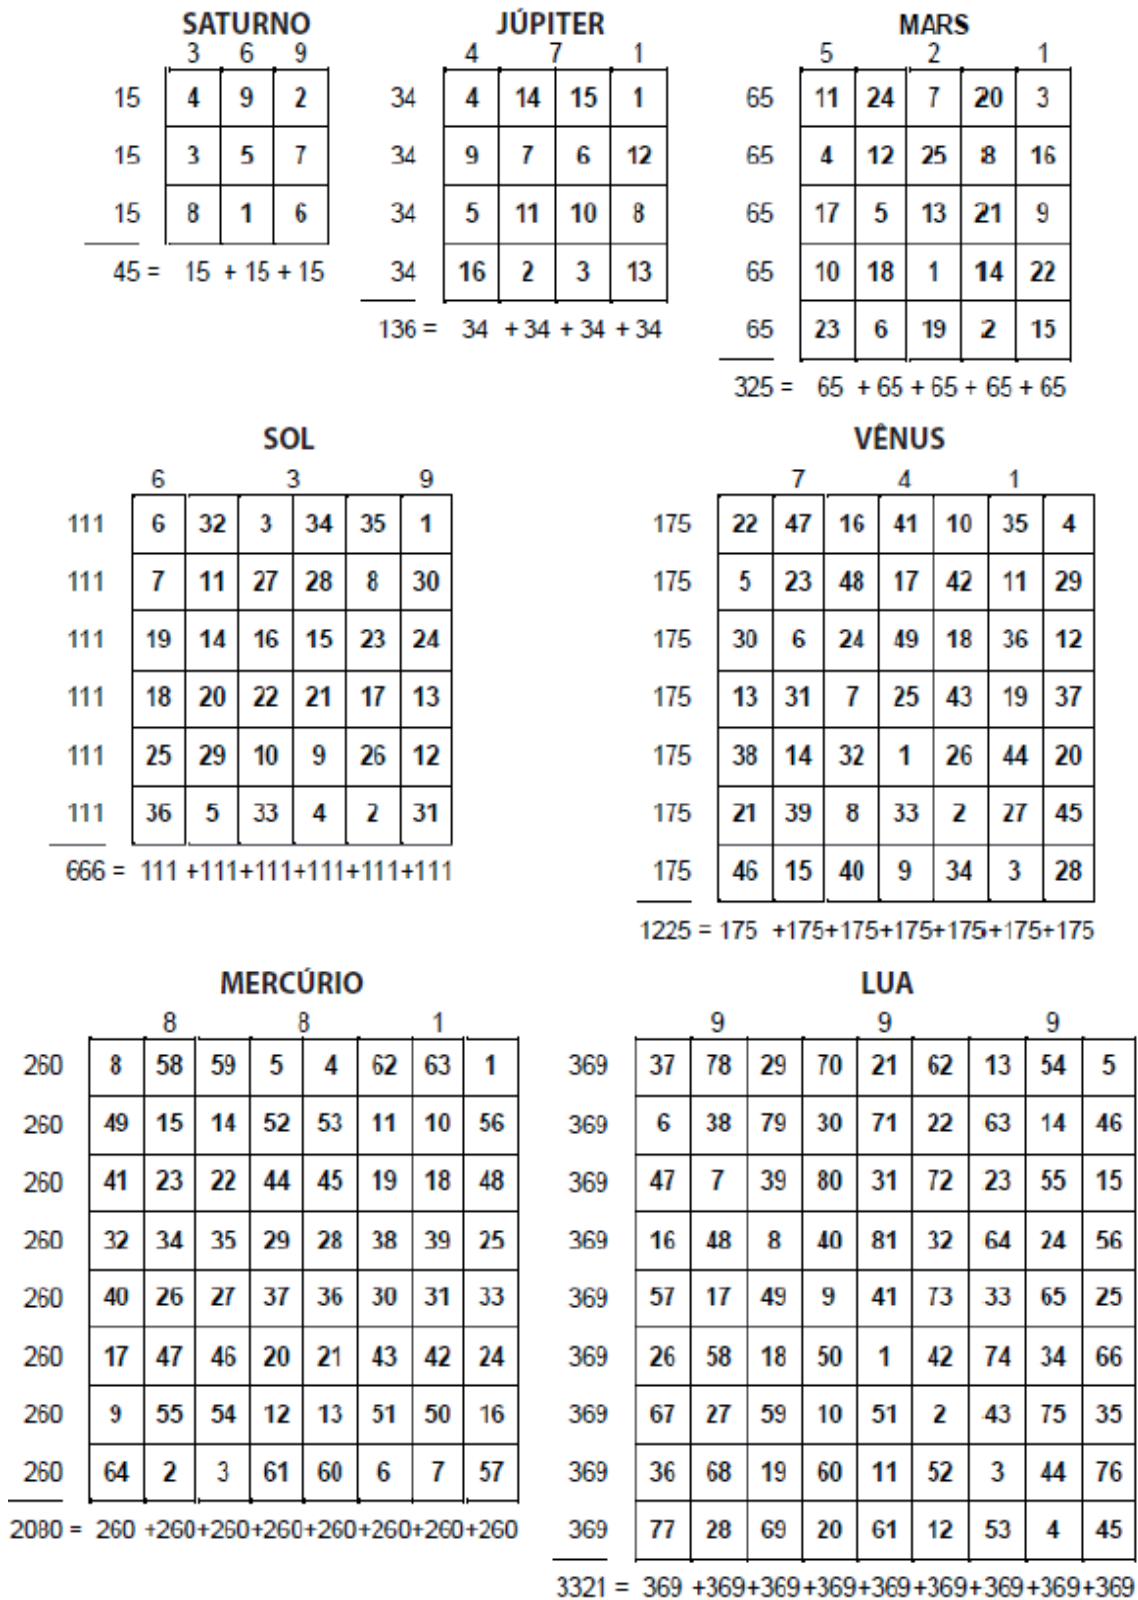 SATURNO
3 6 9
15 4 9 2
15 3 5 7
15 8 1 6
45 = 15 + 15 + 15
JÚPITER
4 7 1
34 4 14 15 1
34 9 7 6 12
34 5 11 10 8
34 16 2 3 13
136 = 34 + 34 + 34 + 34
MARS
5 2 1
65 11 24 7 20 3
65 4 12 25 8 16
65 17 5 13 21 9
65 10 18 1 14 22
65 23 6 19 2 15
325 = 65 + 65 + 65 + 65 + 65
SOL
6 3 9
111 6 32 3 34 35 1
111 7 11 27 28 8 30
111 19 14 16 15 23 24
111 18 20 22 21 17 13
111 25 29 10 9 26 12
111 36 5 33 4 2 31
666 = 111 +111+111+111+111+111
VÊNUS
7 4 1
175 22 47 16 41 10 35 4
175 5 23 48 17 42 11 29
175 30 6 24 49 18 36 12
175 13 31 7 25 43 19 37
175 38 14 32 1 26 44 20
175 21 39 8 33 2 27 45
175 46 15 40 9 34 3 28
1225 = 175 +175+175+175+175+175+175
MERCÚRIO
8 8 1
260 8 58 59 5 4 62 63 1
260 49 15 14 52 53 11 10 56
260 41 23 22 44 45 19 18 48
260 32 34 35 29 28 38 39 25
260 40 26 27 37 36 30 31 33
260 17 47 46 20 21 43 42 24
260 9 55 54 12 13 51 50 16
260 64 2 3 61 60 6 7 57
2080 = 260 +260+260+260+260+260+260+260
LUA
9 9 9
369 37 78 29 70 21 62 13 54 5
369 6 38 79 30 71 22 63 14 46
369 47 7 39 80 31 72 23 55 15
369 16 48 8 40 81 32 64 24 56
369 57 17 49 9 41 73 33 65 25
369 26 58 18 50 1 42 74 34 66
369 67 27 59 10 51 2 43 75 35
369 36 68 19 60 11 52 3 44 76
369 77 28 69 20 61 12 53 4 45
3321 = 369 +369+369+369+369+369+369+369+369